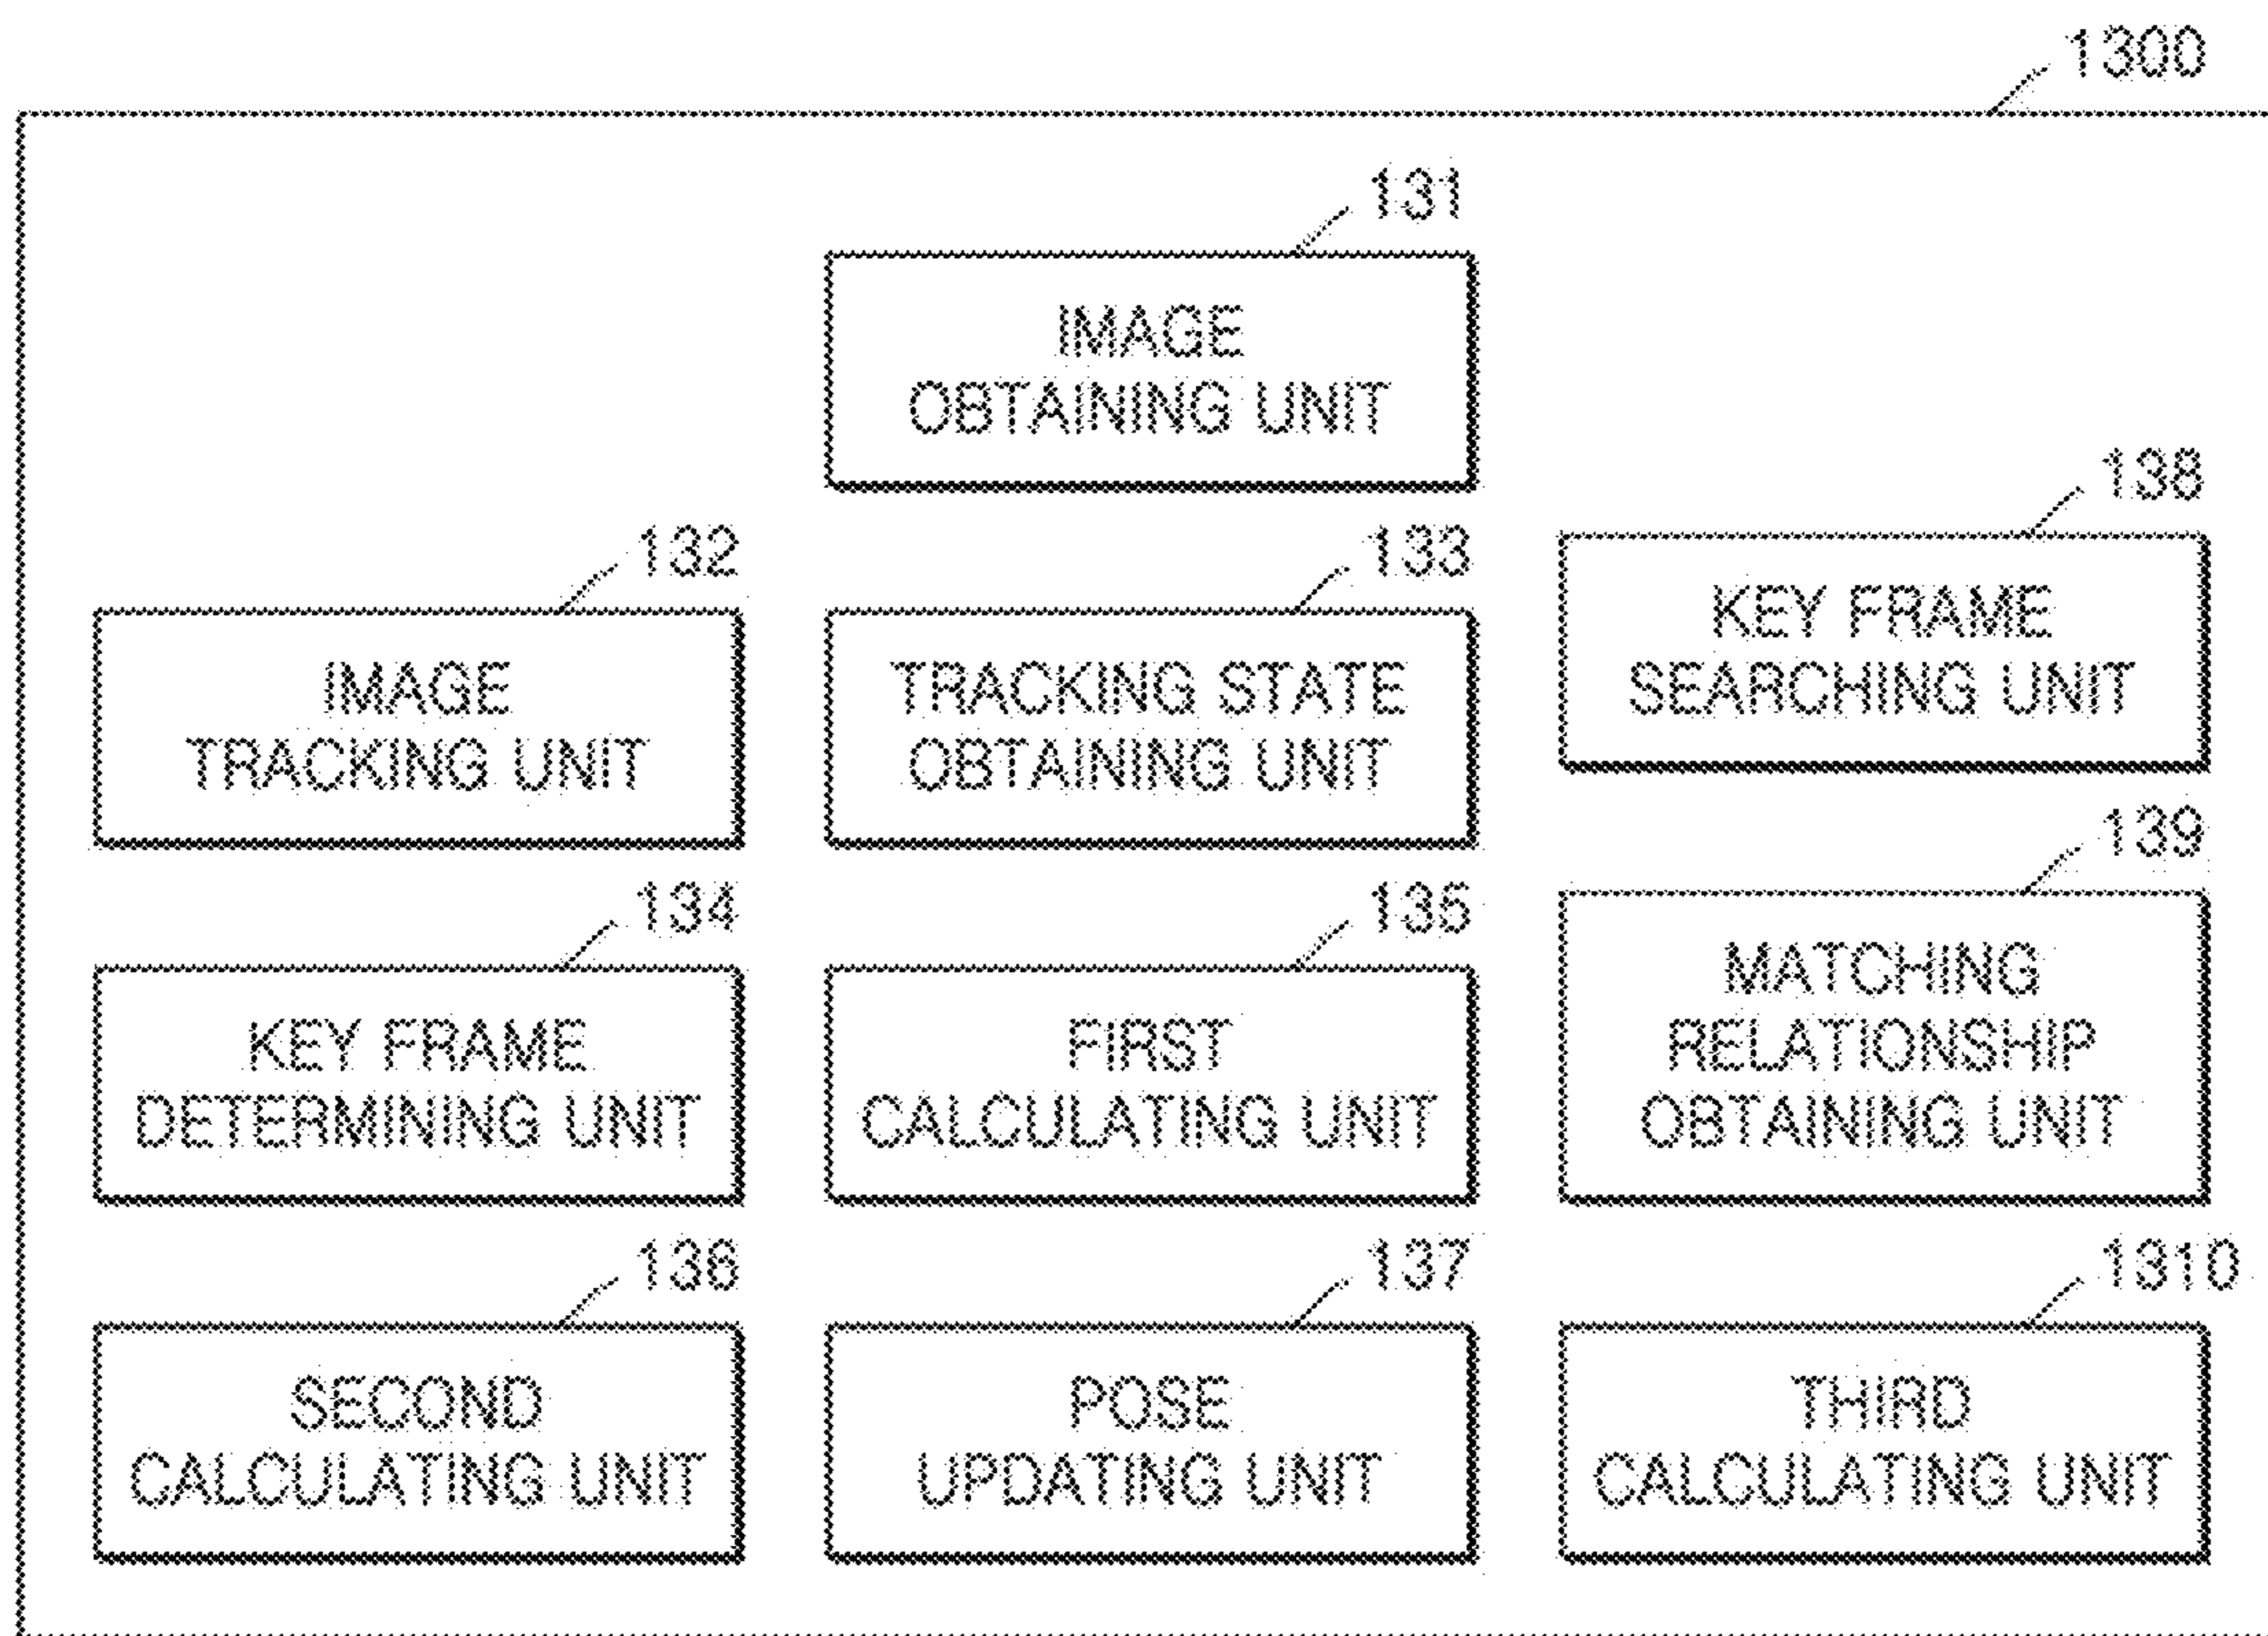 1300
131
IMAGE
OBTAINING UNIT
138
KEY FRAME
SEARCHING UNIT
132
IMAGE
TRACKING UNIT
133
TRACKING STATE
OBTAINING UNIT
139
MATCHING
RELATIONSHIP
OBTAINING UNIT
134
KEY FRAME
DETERMINING UNIT
135
FIRST
CALCULATING UNIT
136
SECOND
CALCULATING UNIT
137
POSE
UPDATING UNIT
1310
THIRD
CALCULATING UNIT